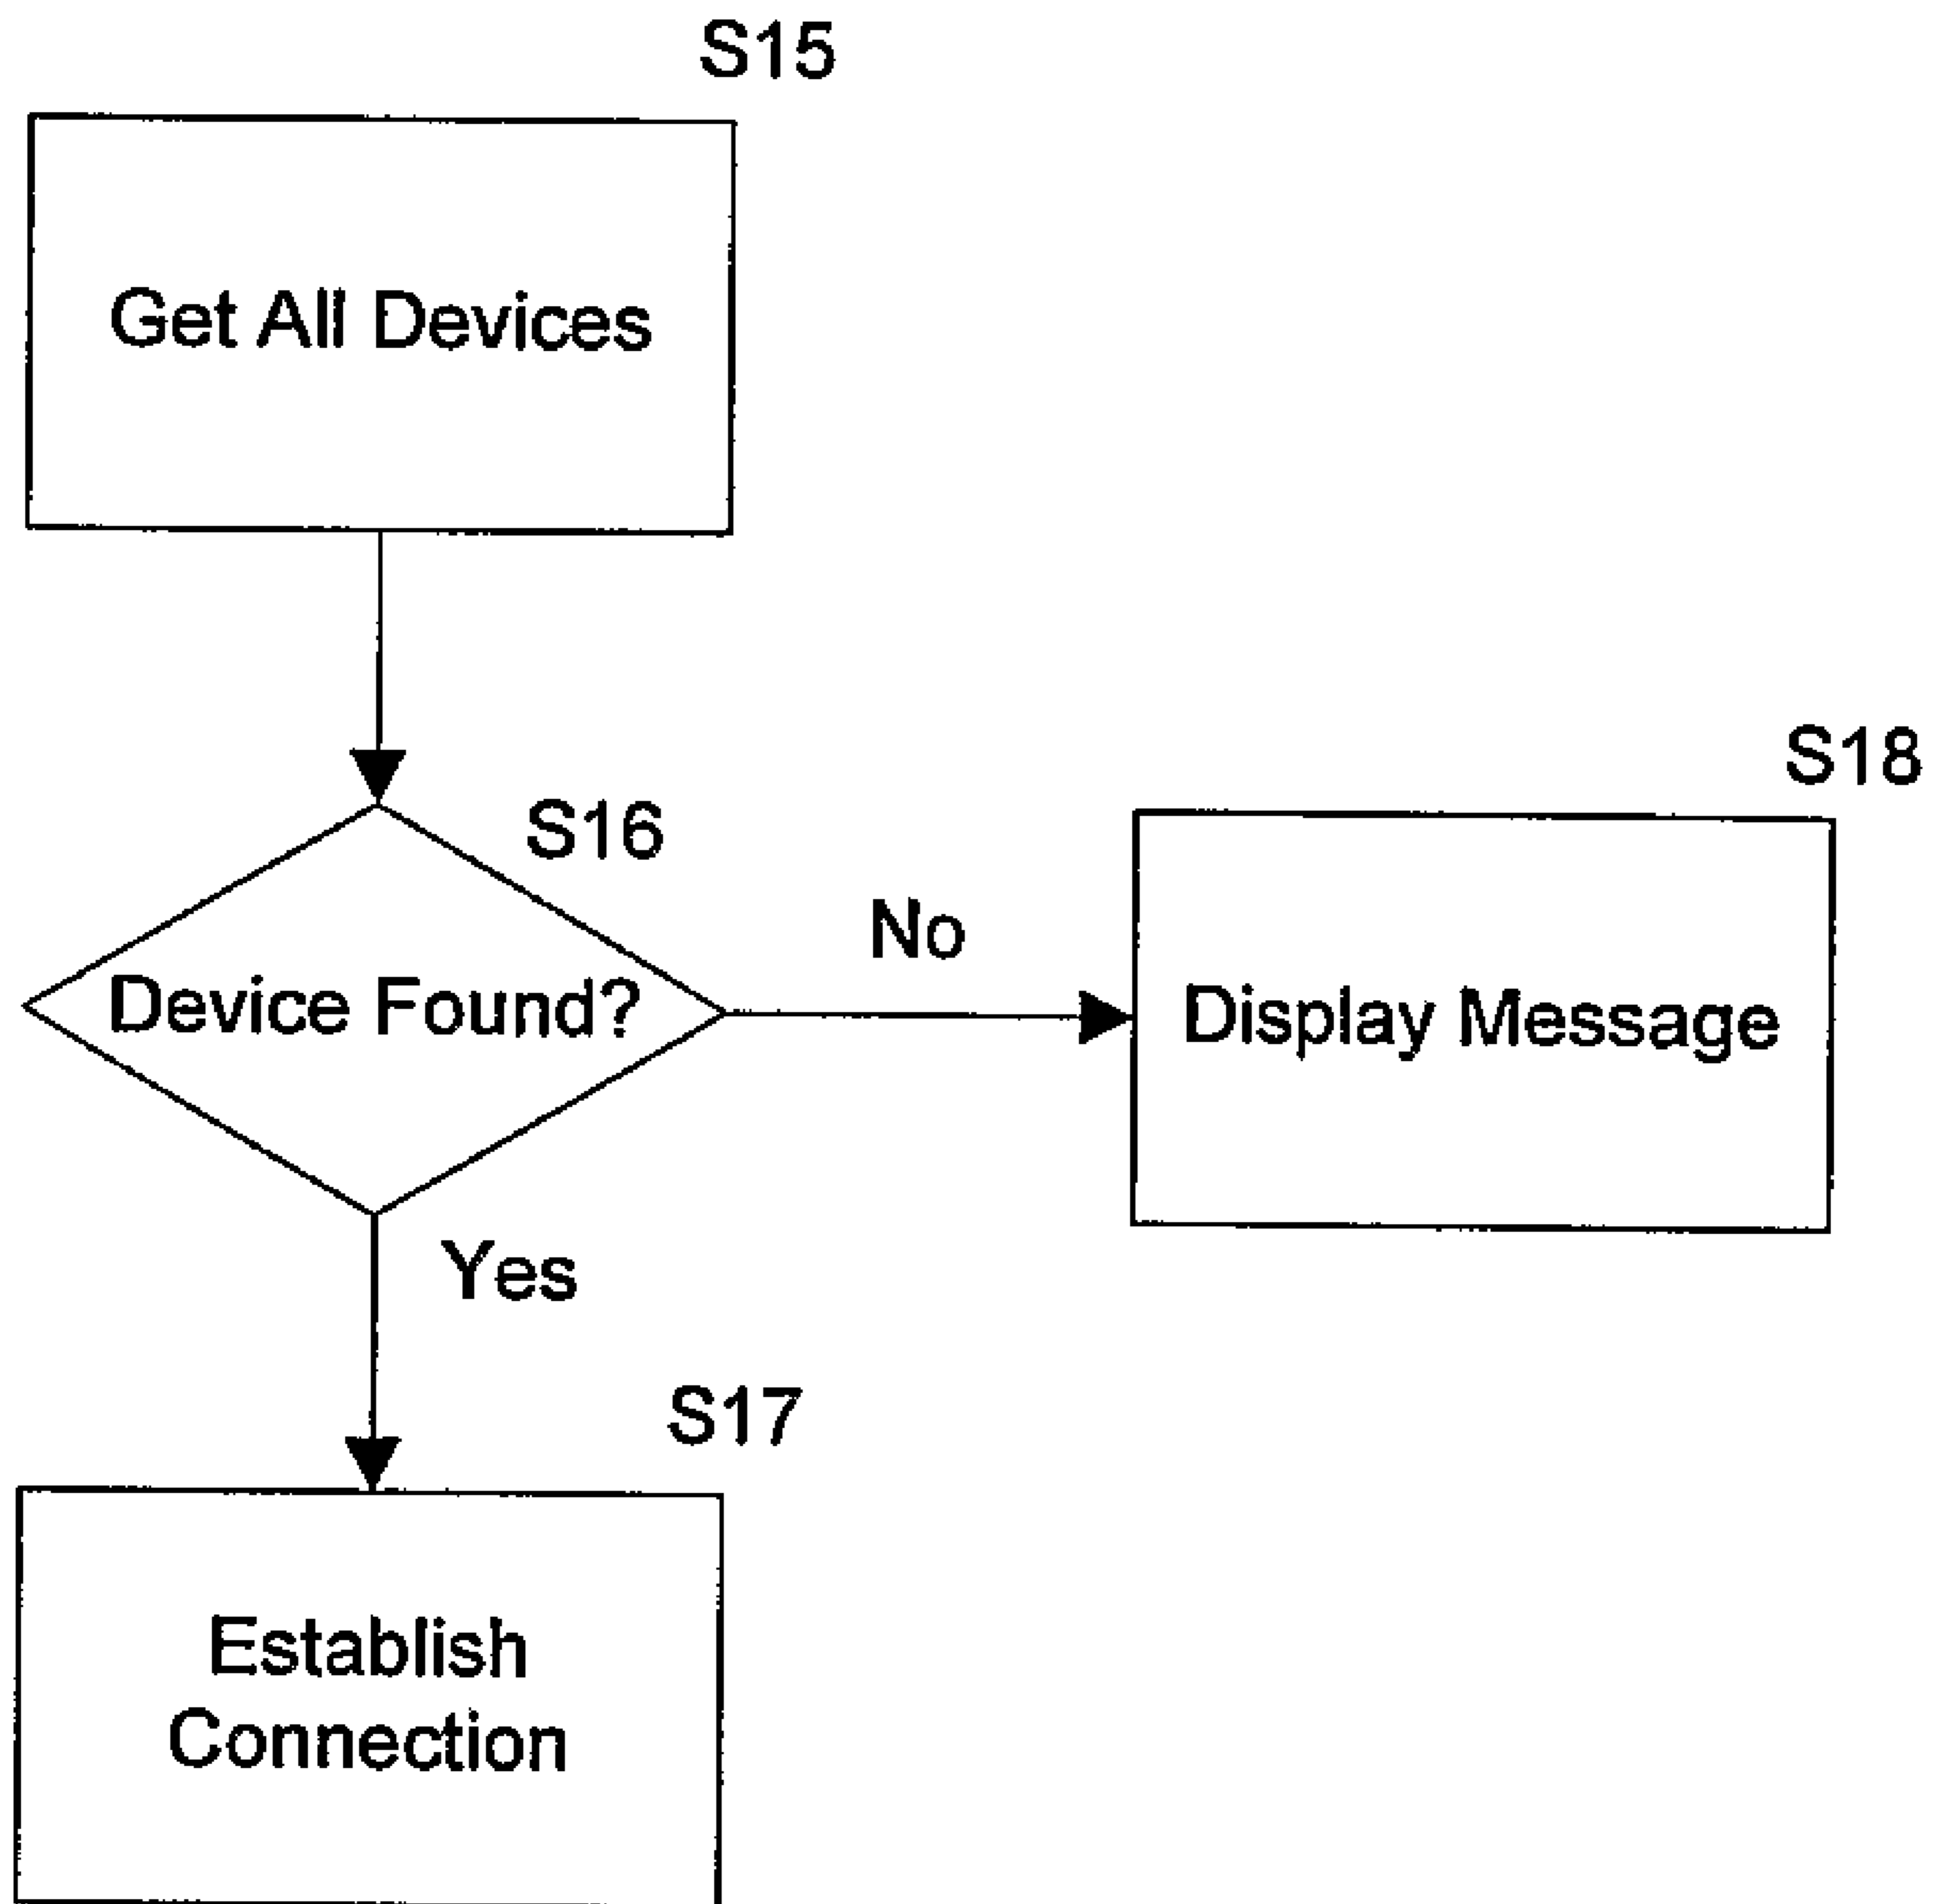 S15
Get All Devices
S16
Device Found?
No
S18
Display Message
Yes
S17
Establish
Connection